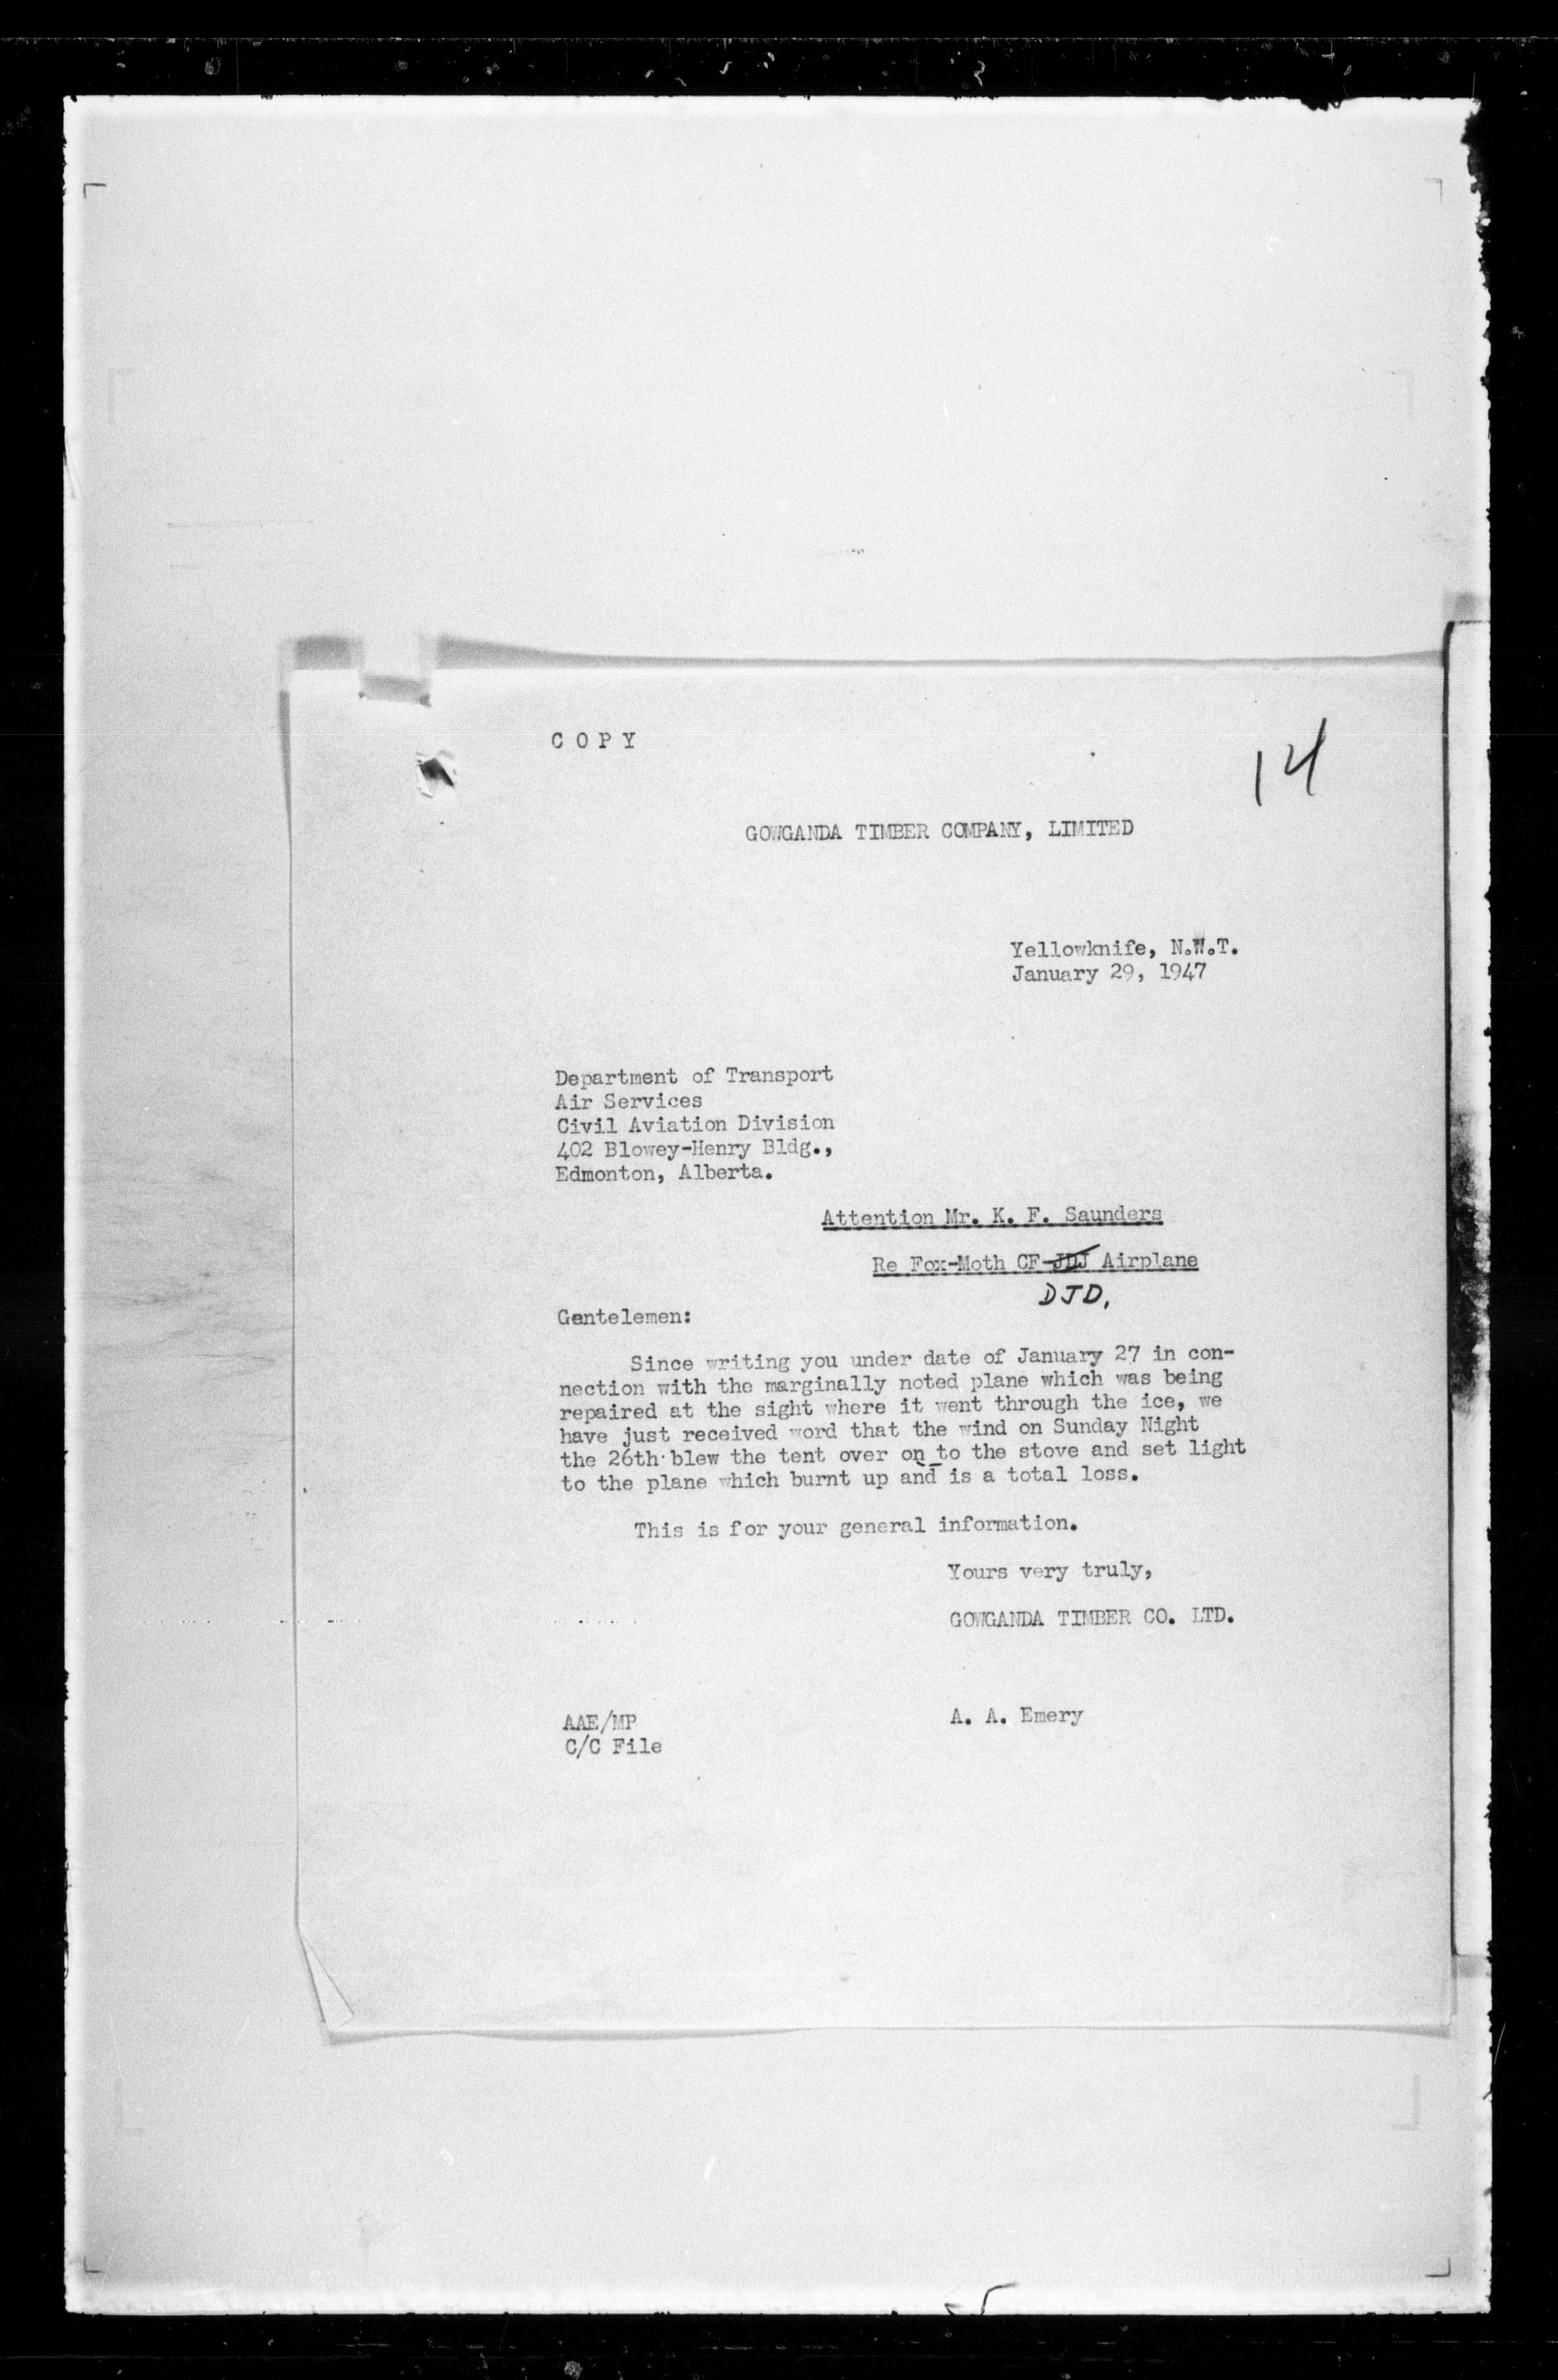 COPY
14
GOWGANDA TIMBER COMPANY, LIMITED
Yellowknife, N.W.T.
January 29, 1947
Department of Transport
Air Services
Civil Aviation Division
402 Blowey-Henry Bldg.,
Edmonton, Alberta.
Attention Mr. K. F. Saunders
Re Fox-Moth CF-JDJ Airplane
DJD.
Gentelemen:
Since writing you under date of January 27 in con-
nection with the marginally noted plane which was being
repaired at the sight where it went through the ice, we
have just received word that the wind on Sunday Night
the 26th blew the tent over on to the stove and set light
to the plane which burnt up and is a total loss.
This is for your general information.
Yours very truly,
GOWGANDA TIMBER CO. LTD.
A. A. Emery
AAE/MP
C/C File